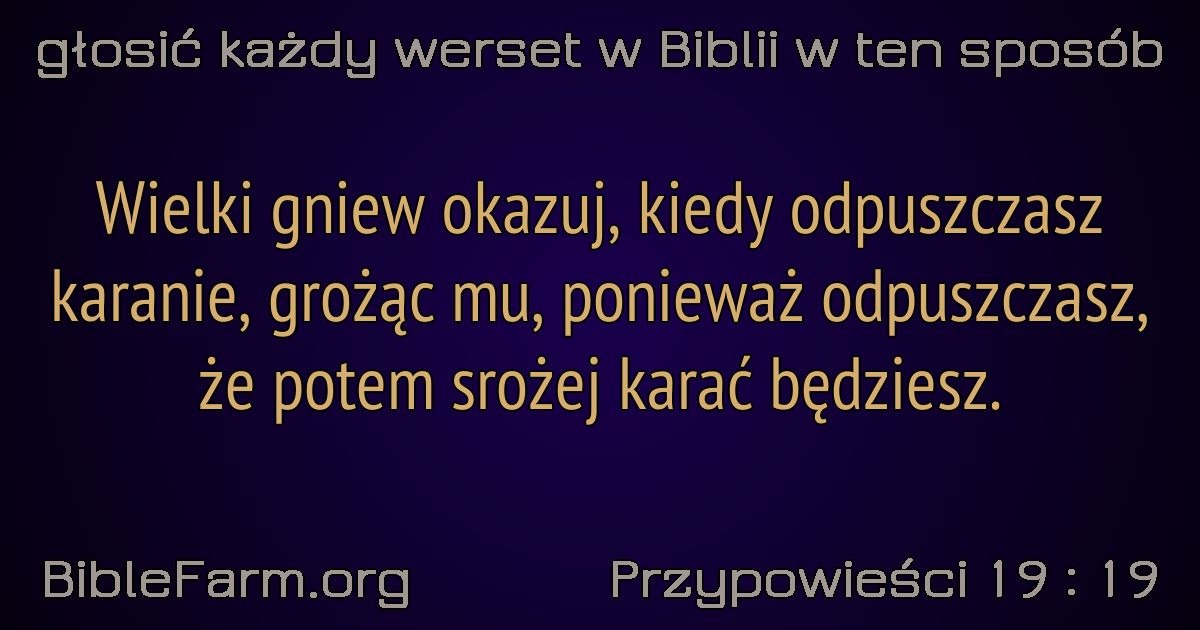 głosić każdy werset w Biblii w ten sposób
Wielki gniew okazuj, kiedy odpuszczasz
karanie, grożąc mu, ponieważ odpuszczasz,
że potem srożej karać będziesz.
BibleFarm.org
Przypowieści 19 : 19